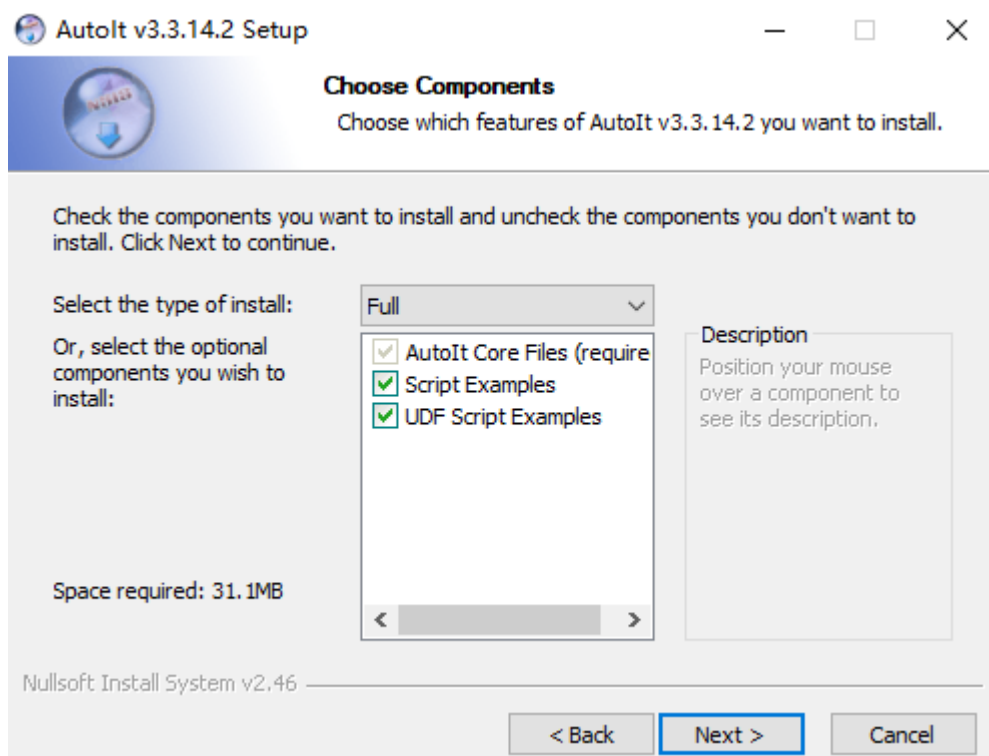 AutoIt v3.3.14.2 Setup
Choose Components
Choose which features of AutoIt v3.3.14.2 you want to install.
Check the components you want to install and uncheck the components you don't want to
install. Click Next to continue.
Select the type of install:
Full
Or, select the optional
components you wish to
install:
AutoIt Core Files (require
Script Examples
UDF Script Examples
Description
Position your mouse
over a component to
see its description.
Space required: 31.1MB
Nullsoft Install System v2.46
< Back
Next >
Cancel